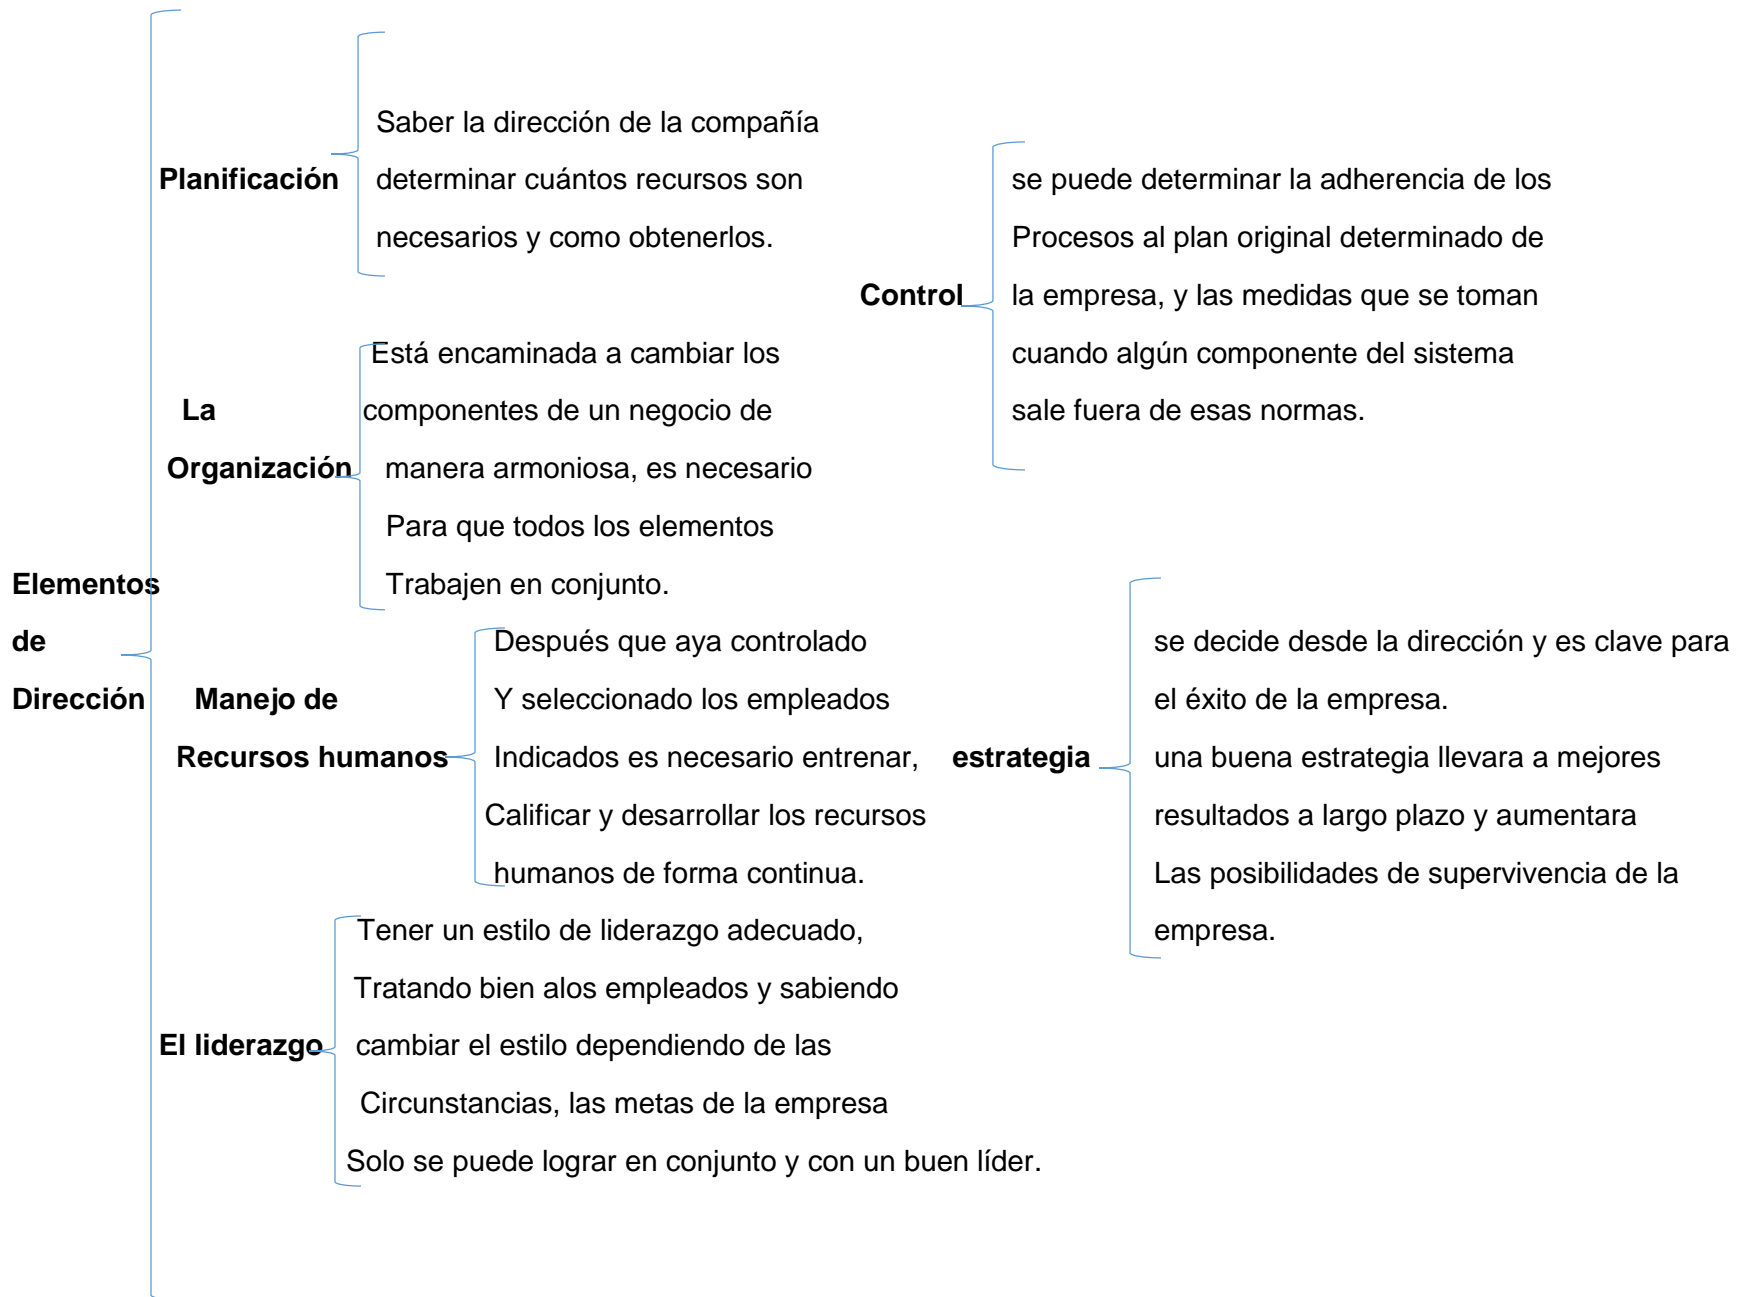 Elementos
de
Dirección
Planificación
Saber la dirección de la compañía
determinar cuántos recursos son
necesarios y como obtenerlos.
La
Organización
Está encaminada a cambiar los
componentes de un negocio de
manera armoniosa, es necesario
Para que todos los elementos
Trabajen en conjunto.
Manejo de
Recursos humanos
Después que aya controlado
Y seleccionado los empleados
Indicados es necesario entrenar,
Calificar y desarrollar los recursos
humanos de forma continua.
El liderazgo
Tener un estilo de liderazgo adecuado,
Tratando bien alos empleados y sabiendo
cambiar el estilo dependiendo de las
Circunstancias, las metas de la empresa
Solo se puede lograr en conjunto y con un buen líder.
Control
se puede determinar la adherencia de los
Procesos al plan original determinado de
la empresa, y las medidas que se toman
cuando algún componente del sistema
sale fuera de esas normas.
estrategia
se decide desde la dirección y es clave para
el éxito de la empresa.
una buena estrategia llevara a mejores
resultados a largo plazo y aumentara
Las posibilidades de supervivencia de la
empresa.